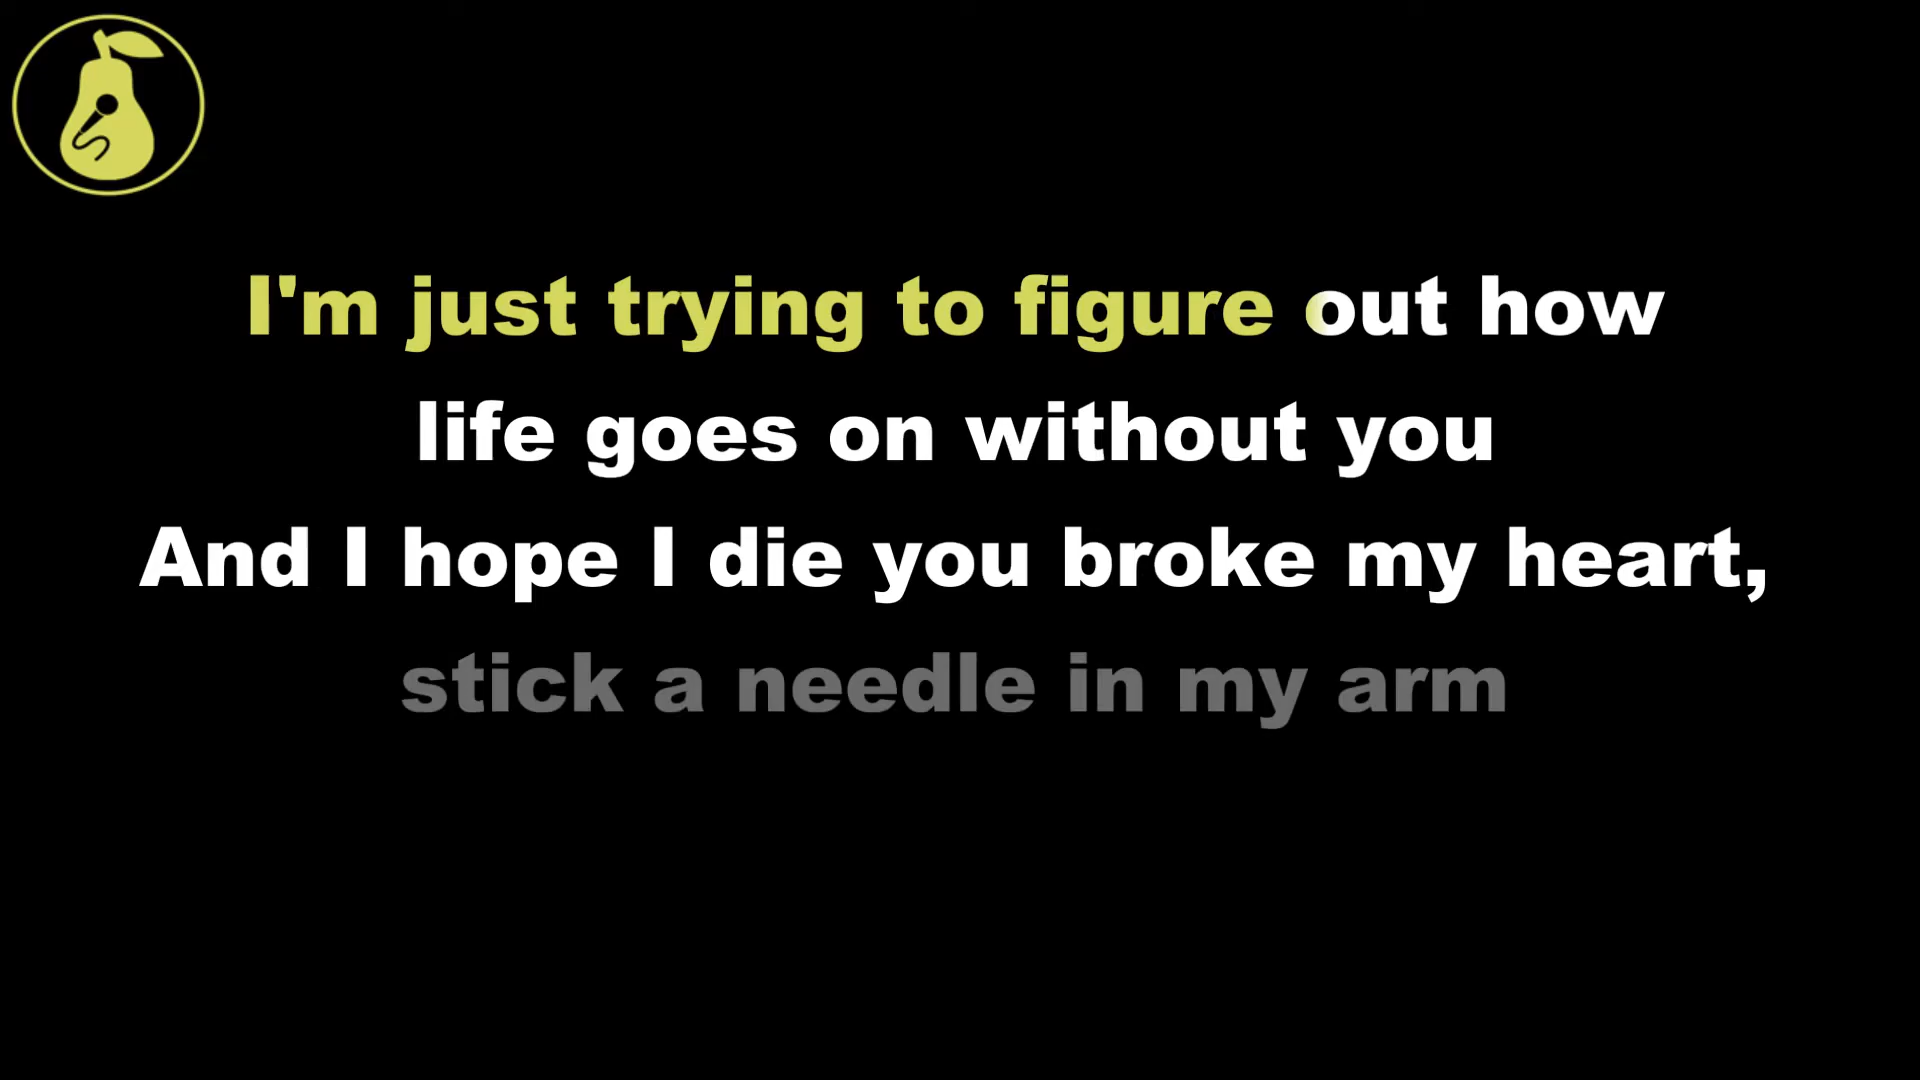 I'm just trying to figure out how
life goes on without you
And I hope I die you broke my heart,
stick a needle in my arm